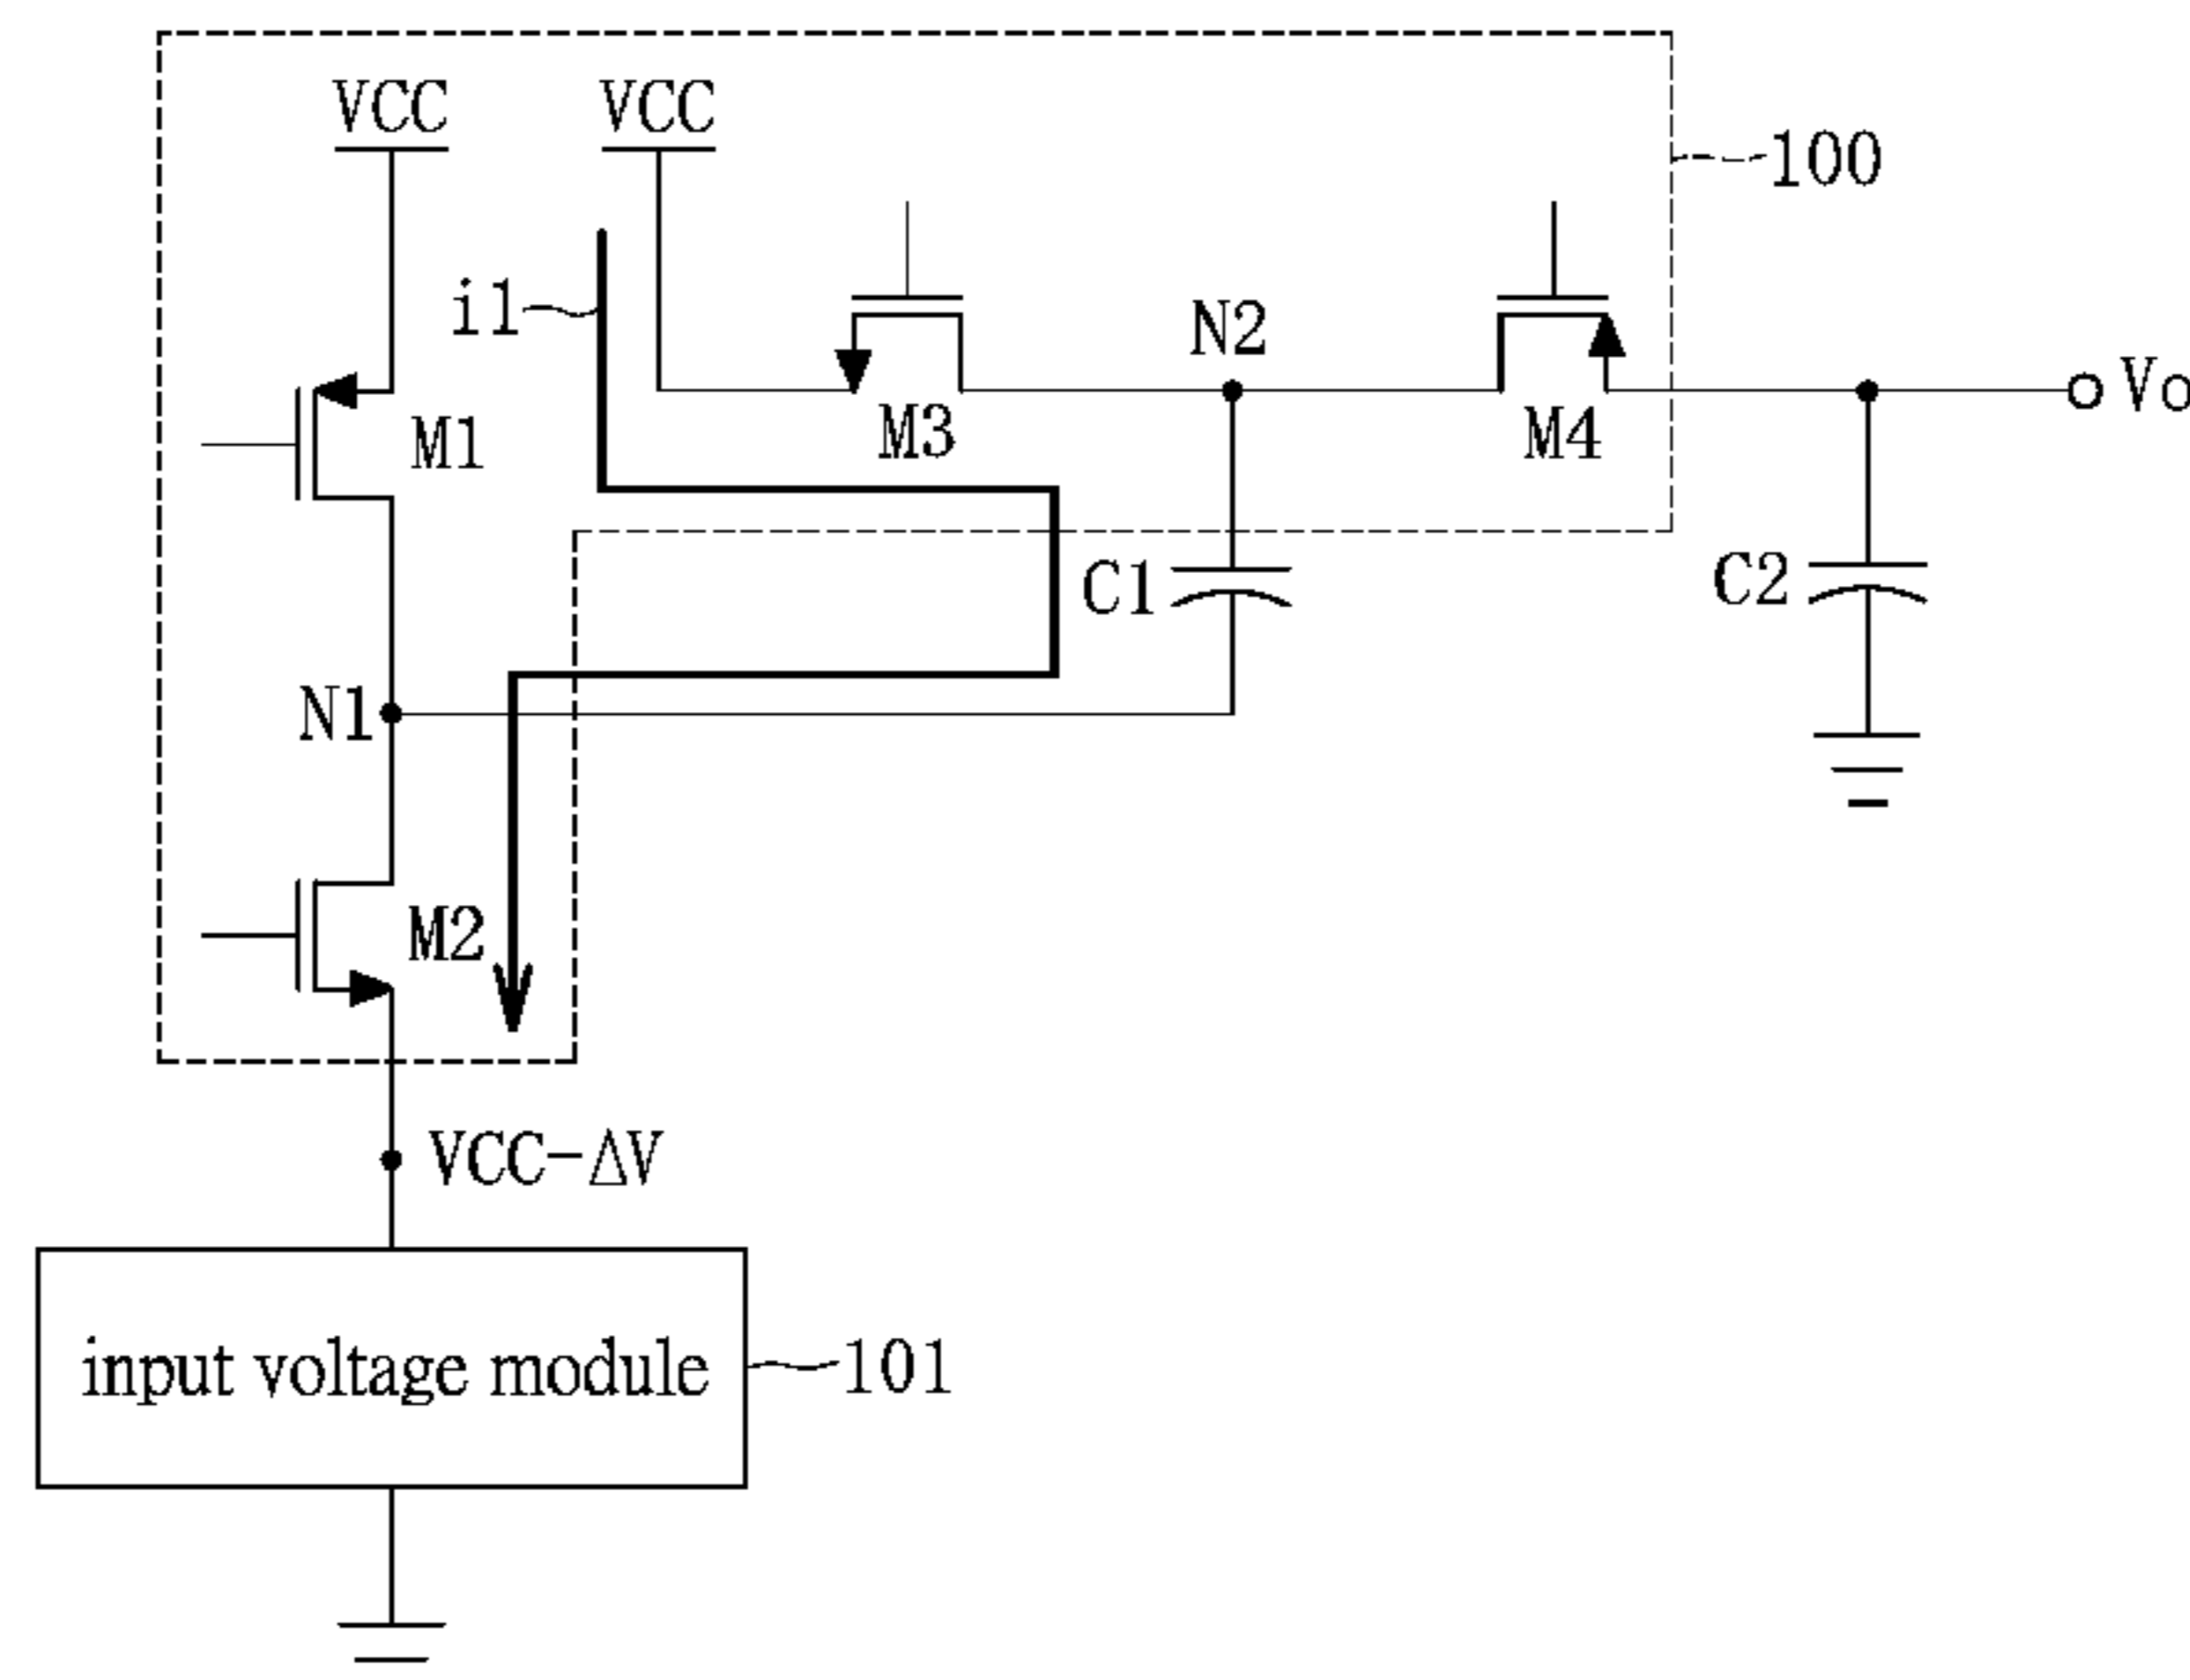 VCC
VCC
100
i1
N2
Vo
M1
M3
M4
C1
C2
N1
M2
VCC-ΔV
input voltage module
101